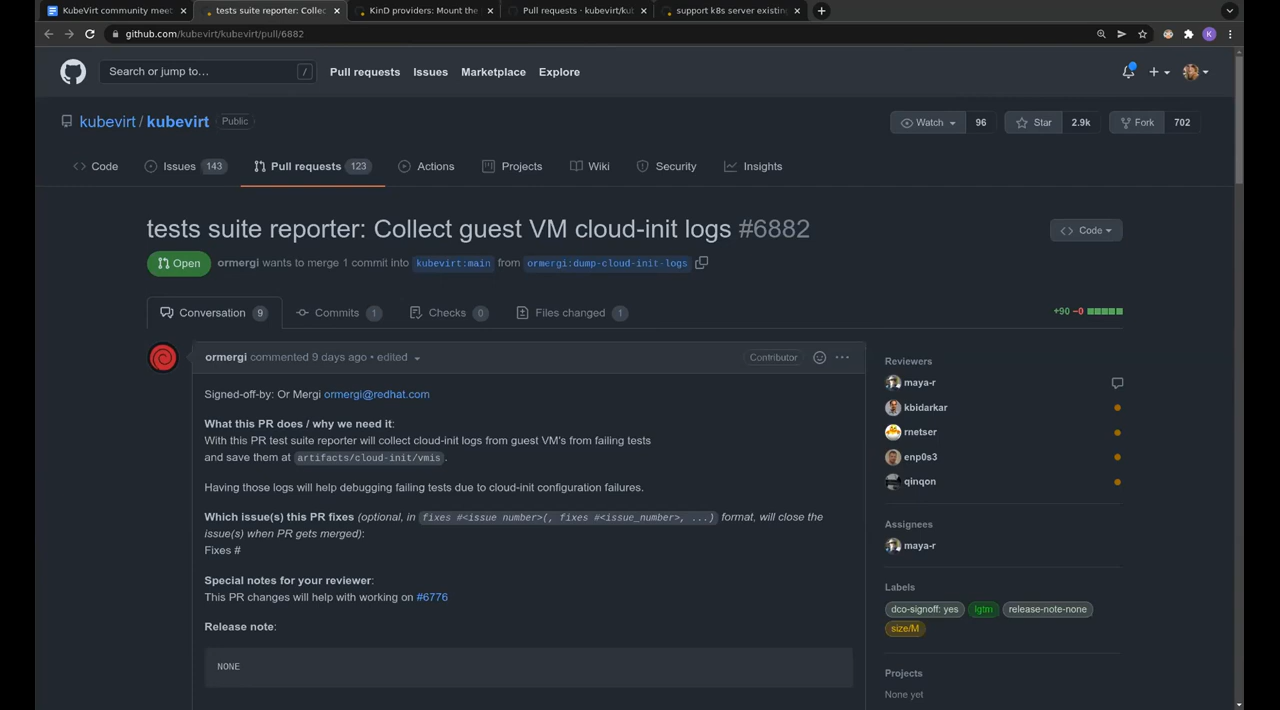 KubeVirt community meet
tests suite reporter: Collec
KinD providers: Mount the
Pull requests · kubevirt/kub
support k8s server existing
github.com/kubevirt/kubevirt/pull/6882
K
Search or jump to…
/
Pull requests
Issues
Marketplace
Explore
kubevirt / kubevirt
Public
Watch
96
Star
2.9k
Fork
702
Code
Issues
143
Pull requests
123
Actions
Projects
Wiki
Security
Insights
tests suite reporter: Collect guest VM cloud-init logs #6882
Code
Open
ormergi wants to merge 1 commit into kubevirt:main from ormergi:dump-cloud-init-logs
Conversation 9
Commits 1
Checks 0
Files changed 1
+90 −0
ormergi commented 9 days ago • edited
Contributor
Signed-off-by: Or Mergi ormergi@redhat.com
What this PR does / why we need it:
With this PR test suite reporter will collect cloud-init logs from guest VM's from failing tests
and save them at artifacts/cloud-init/vmis.
Having those logs will help debugging failing tests due to cloud-init configuration failures.
Which issue(s) this PR fixes (optional, in fixes #<issue number>(, fixes #<issue_number>, ...) format, will close the
issue(s) when PR gets merged):
Fixes #
Special notes for your reviewer:
This PR changes will help with working on #6776
Release note:
NONE
Reviewers
maya-r
kbidarkar
rnetser
enp0s3
qinqon
Assignees
maya-r
Labels
dco-signoff: yes
lgtm
release-note-none
size/M
Projects
None yet